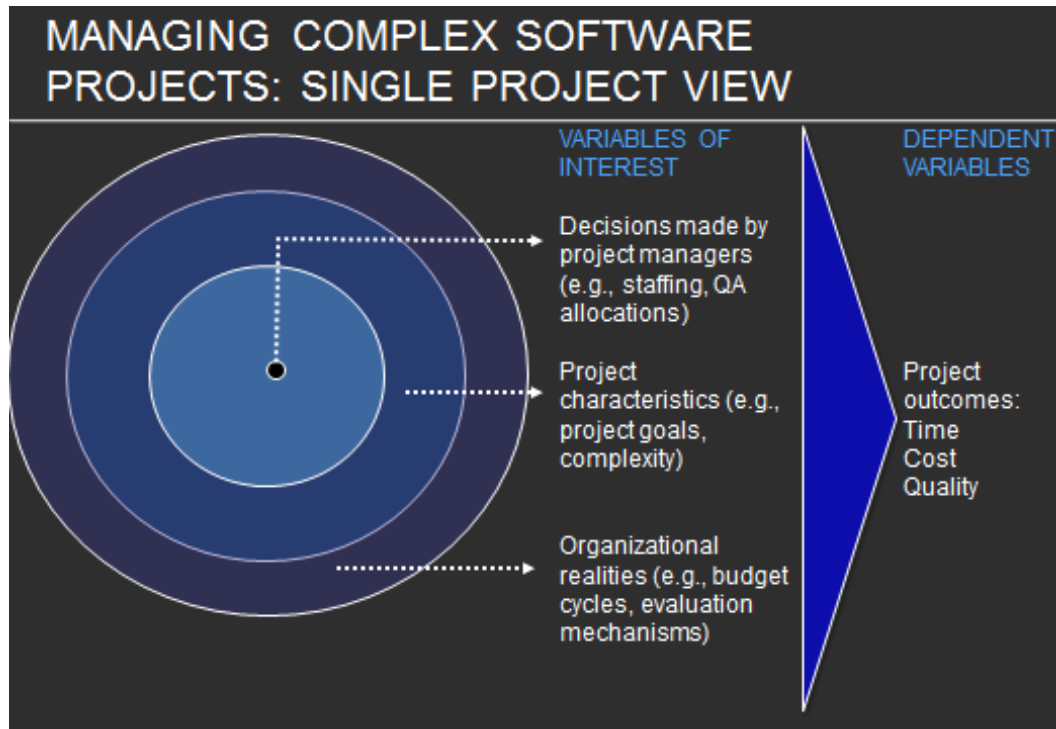 MANAGING COMPLEX SOFTWARE
PROJECTS: SINGLE PROJECT VIEW
VARIABLES OF
INTEREST
Decisions made by
project managers
(e.g., staffing, QA
allocations)
Project
characteristics (e.g.,
project goals,
complexity)
Organizational
realities (e.g., budget
cycles, evaluation
mechanisms)
DEPENDENT
VARIABLES
Project
outcomes:
Time
Cost
Quality